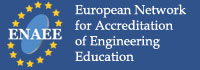 ENAEE
European Network
for Accreditation
of Engineering
Education